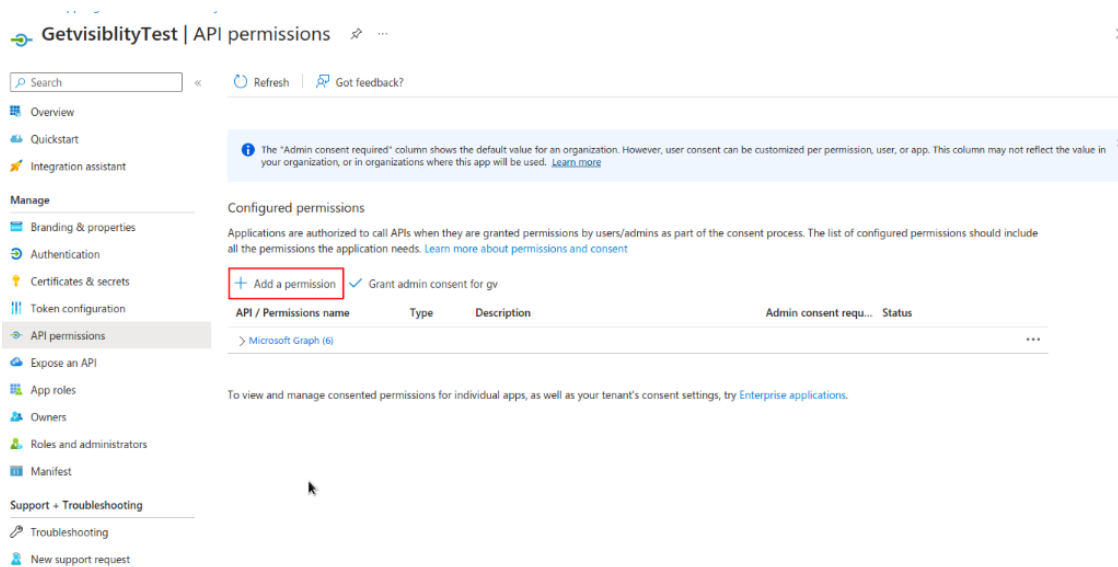 GetvisiblityTest | API permissions
Search
Refresh
Got feedback?
Overview
Quickstart
Integration assistant
The "Admin consent required" column shows the default value for an organization. However, user consent can be customized per permission, user, or app. This column may not reflect the value in
your organization, or in organizations where this app will be used. Learn more
Manage
Branding & properties
Authentication
Certificates & secrets
Token configuration
API permissions
Expose an API
App roles
Owners
Roles and administrators
Manifest
Support + Troubleshooting
Troubleshooting
New support request
Configured permissions
Applications are authorized to call APIs when they are granted permissions by users/admins as part of the consent process. The list of configured permissions should include
all the permissions the application needs. Learn more about permissions and consent
Add a permission
Grant admin consent for gv
API / Permissions name Type Description Admin consent requ... Status
Microsoft Graph (6)
To view and manage consented permissions for individual apps, as well as your tenant's consent settings, try Enterprise applications.